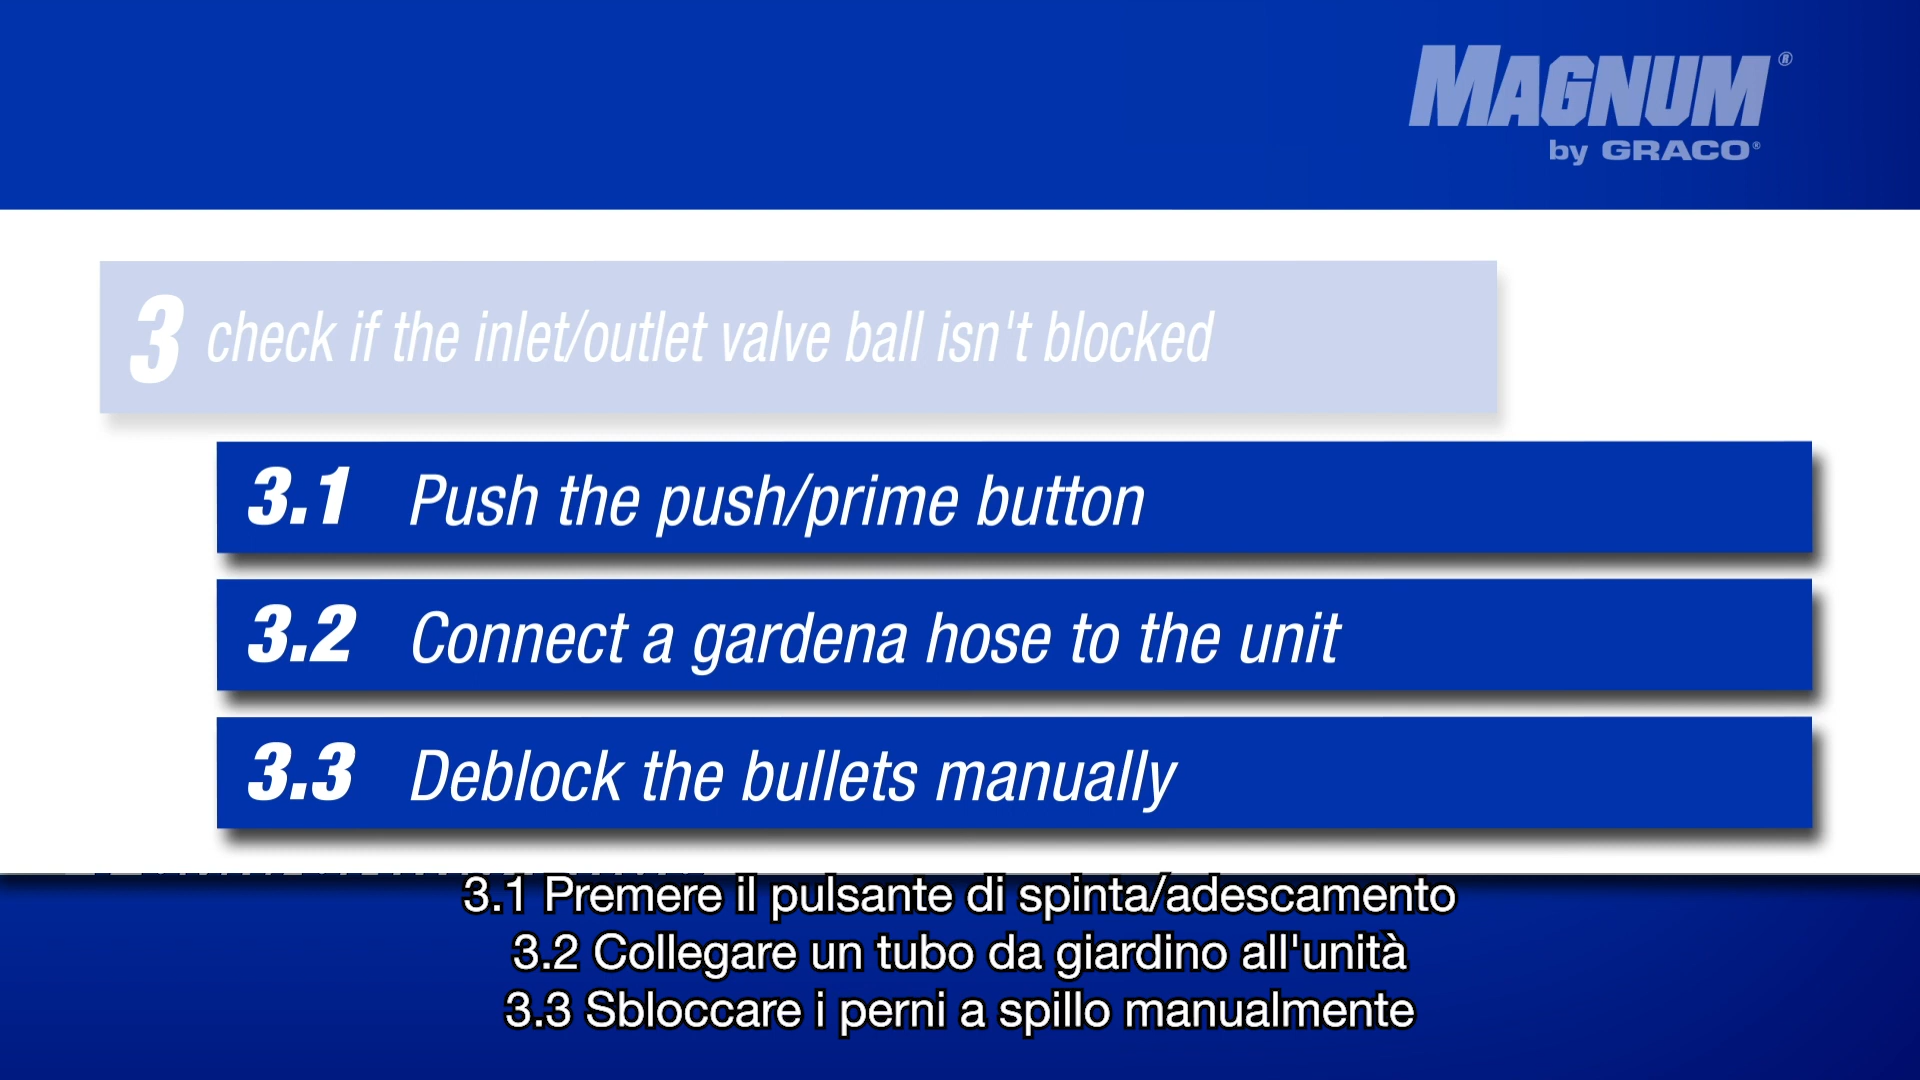 MAGNUM®
by GRACO®
3 check if the inlet/outlet valve ball isn't blocked
3.1 Push the push/prime button
3.2 Connect a gardena hose to the unit
3.3 Deblock the bullets manually
3.1 Premere il pulsante di spinta/adescamento
3.2 Collegare un tubo da giardino all'unità
3.3 Sbloccare i perni a spillo manualmente